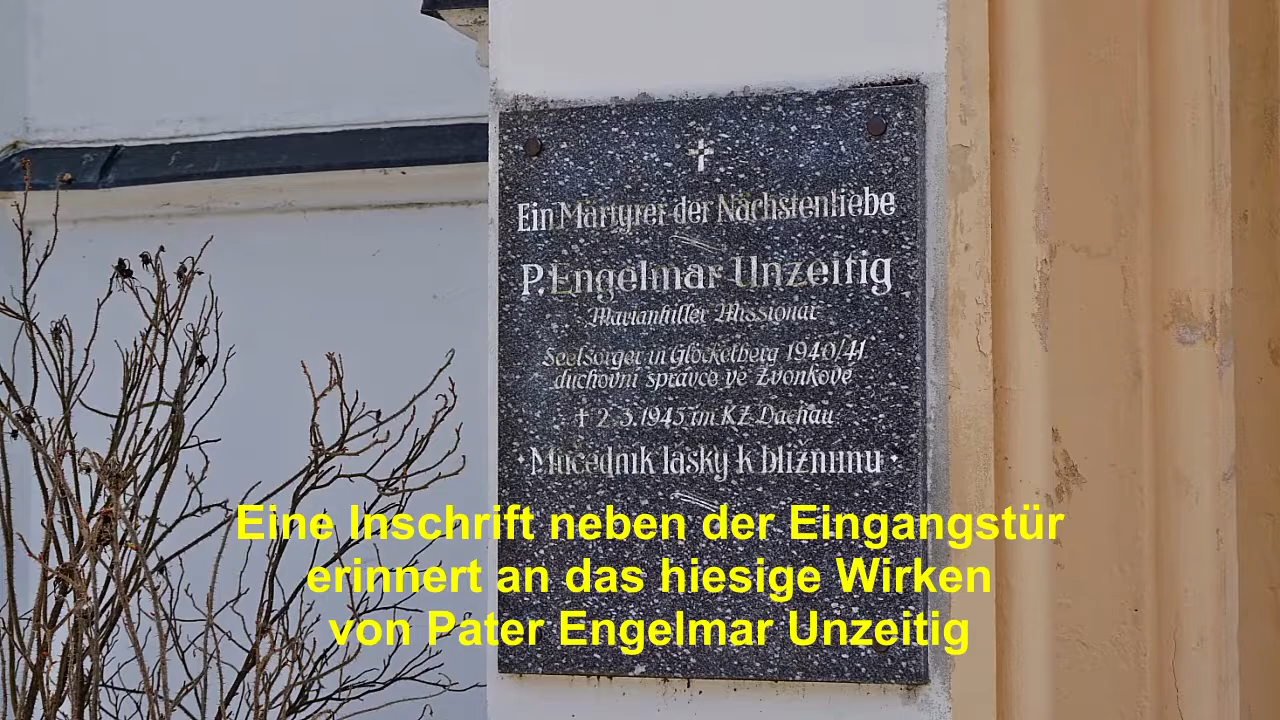 Ein Märtyrer der Nächstenliebe
P. Engelmar Unzeitig
Marianhiller Missionar
Seelsorger in Glöckelberg 1940/41
duchovní správce ve Zvonkové
† 2.3.1945 im KZ Dachau
• Mučedník lásky k bližnímu •
Eine Inschrift neben der Eingangstür
erinnert an das hiesige Wirken
von Pater Engelmar Unzeitig